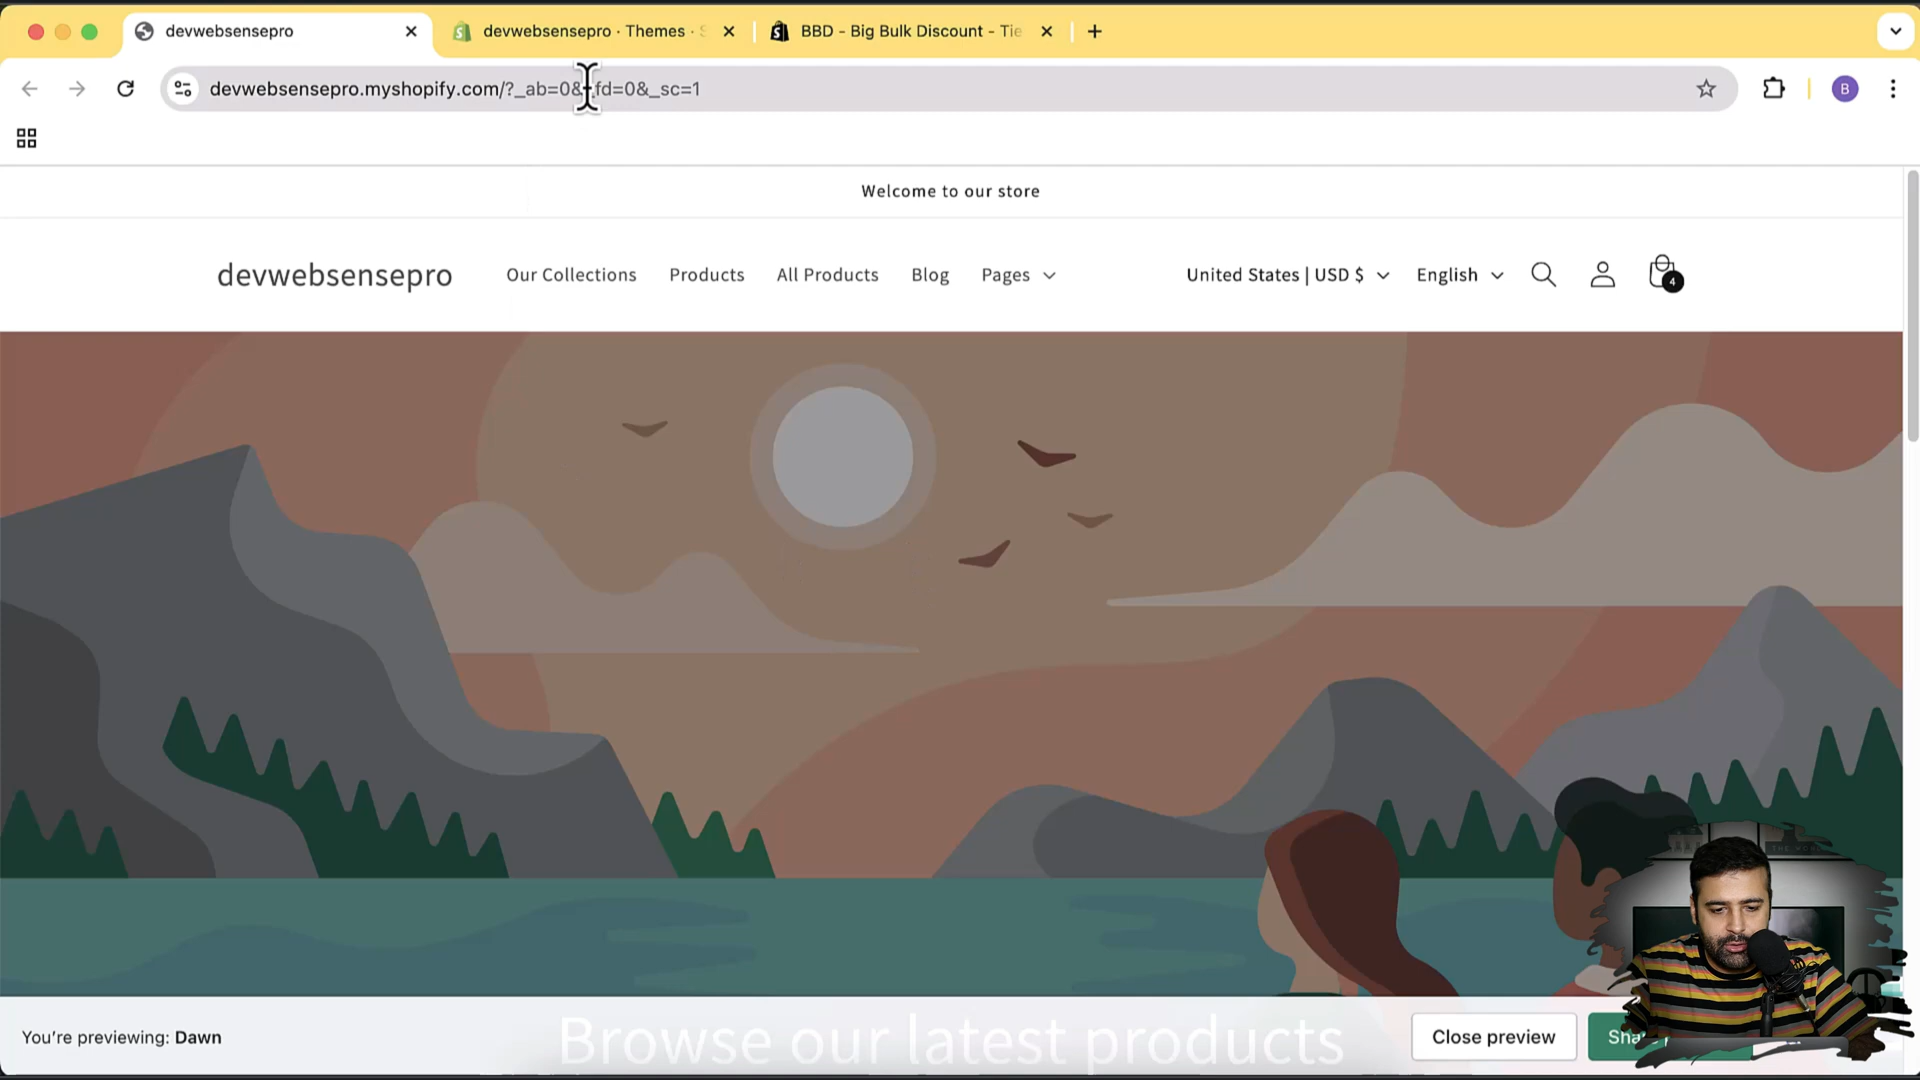 devwebsensepro
devwebsensepro · Themes ·
BBD - Big Bulk Discount - Tie
devwebsensepro.myshopify.com/?_ab=0&_fd=0&_sc=1
B
Welcome to our store
devwebsensepro
Our Collections
Products
All Products
Blog
Pages
United States | USD $
English
4
You're previewing: Dawn
Browse our latest products
Close preview